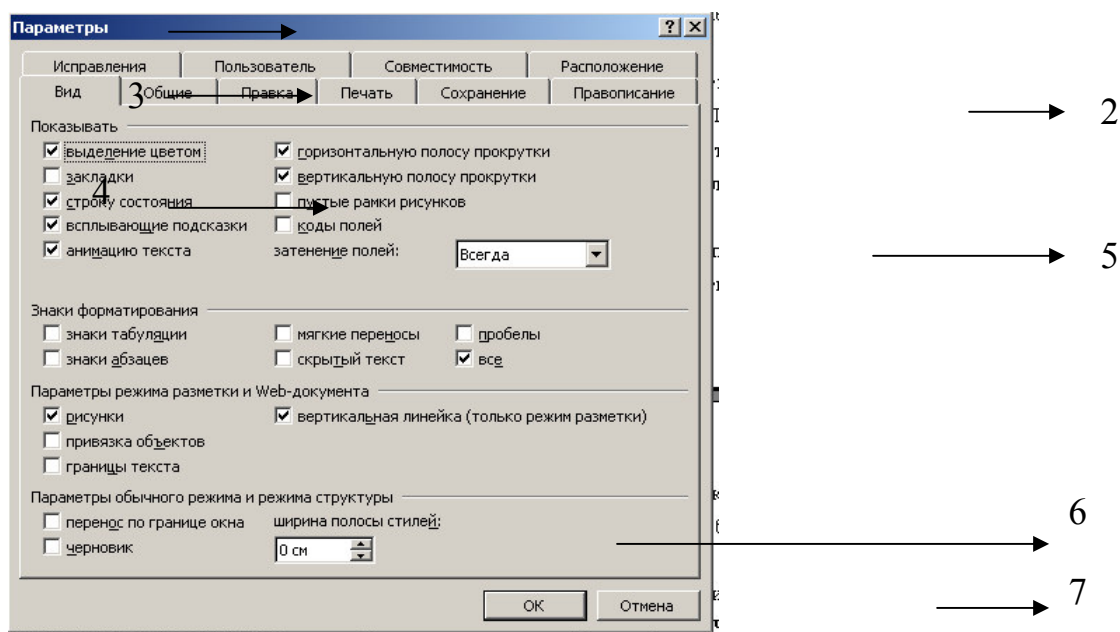 Параметры
Исправления Пользователь Совместимость Расположение
Вид Общие Правка Печать Сохранение Правописание
3
2
Показывать
выделение цветом горизонтальную полосу прокрутки
закладки вертикальную полосу прокрутки
4
строку состояния пустые рамки рисунков
всплывающие подсказки коды полей
анимацию текста затенение полей: Всегда
5
Знаки форматирования
знаки табуляции мягкие переносы пробелы
знаки абзацев скрытый текст все
Параметры режима разметки и Web-документа
рисунки вертикальная линейка (только режим разметки)
привязка объектов
границы текста
Параметры обычного режима и режима структуры
перенос по границе окна ширина полосы стилей:
6
черновик 0 см
ОК Отмена
7